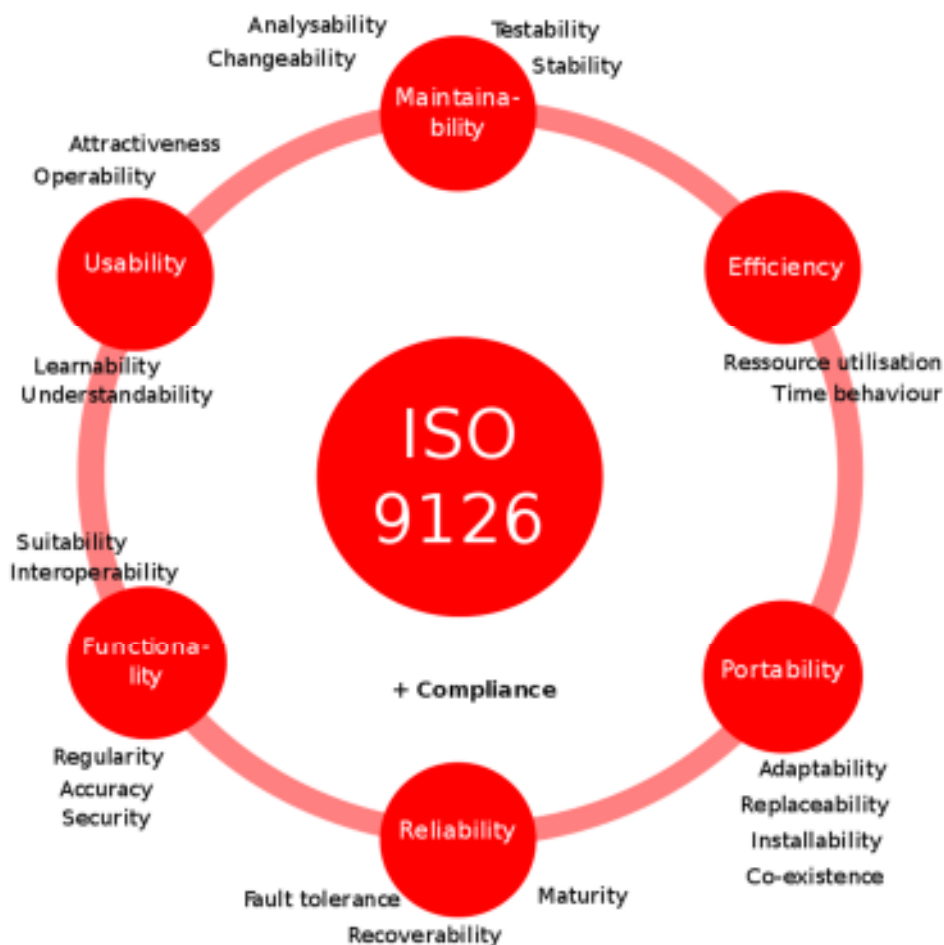 Analysability
Testability
Changeability
Stability
Maintaina-
bility
Attractiveness
Operability
Usability
Efficiency
Learnability
Understandability
Ressource utilisation
Time behaviour
ISO
9126
Suitability
Interoperability
Functiona-
lity
Portability
+ Compliance
Regularity
Accuracy
Security
Adaptability
Replaceability
Installability
Co-existence
Reliability
Fault tolerance
Maturity
Recoverability